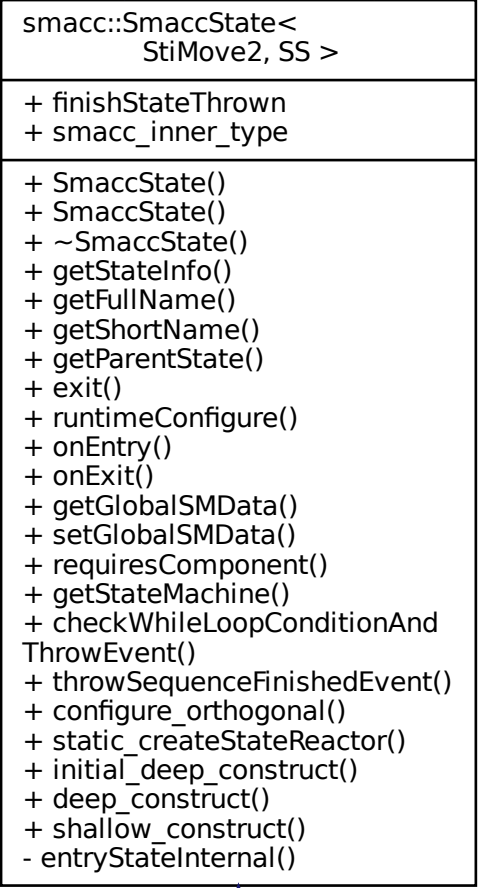 smacc::SmaccState<
StiMove2, SS >
+ finishStateThrown
+ smacc_inner_type
+ SmaccState()
+ SmaccState()
+ ~SmaccState()
+ getStateInfo()
+ getFullName()
+ getShortName()
+ getParentState()
+ exit()
+ runtimeConfigure()
+ onEntry()
+ onExit()
+ getGlobalSMData()
+ setGlobalSMData()
+ requiresComponent()
+ getStateMachine()
+ checkWhileLoopConditionAnd
ThrowEvent()
+ throwSequenceFinishedEvent()
+ configure_orthogonal()
+ static_createStateReactor()
+ initial_deep_construct()
+ deep_construct()
+ shallow_construct()
- entryStateInternal()